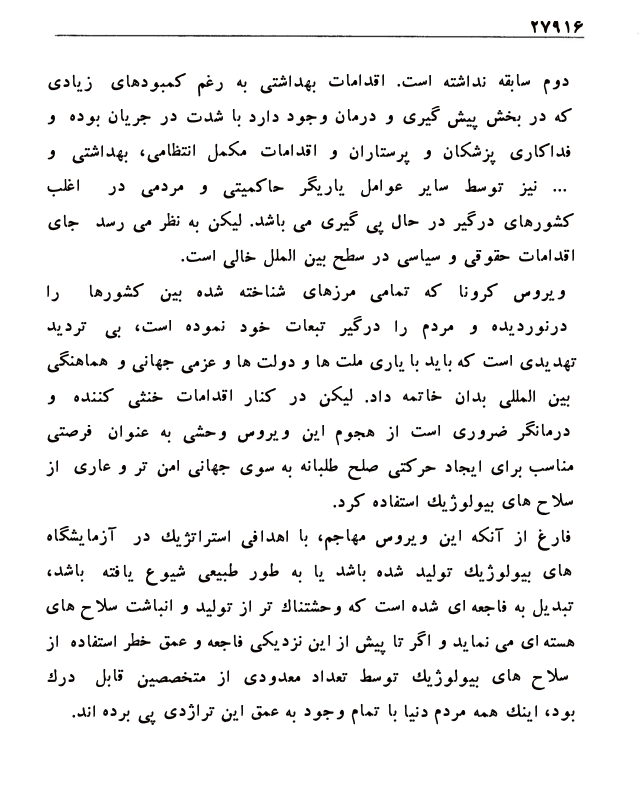 ۲۷۹۱۶
دوم سابقه نداشته است. اقدامات بهداشتی به رغم کمبودهای زیادی
که در بخش پیش گیری و درمان وجود دارد با شدت در جریان بوده و
فداکاری پزشکان و پرستاران و اقدامات مکمل انتظامی، بهداشتی و
... نیز توسط سایر عوامل یاریگر حاکمیتی و مردمی در اغلب
کشورهای درگیر در حال پی گیری می باشد. لیکن به نظر می رسد جای
اقدامات حقوقی و سیاسی در سطح بین الملل خالی است.
ویروس کرونا که تمامی مرزهای شناخته شده بین کشورها را
درنوردیده و مردم را درگیر تبعات خود نموده است، بی تردید
تهدیدی است که باید با یاری ملت ها و دولت ها و عزمی جهانی و هماهنگی
بین المللی بدان خاتمه داد. لیکن در کنار اقدامات خنثی کننده و
درمانگر ضروری است از هجوم این ویروس وحشی به عنوان فرصتی
مناسب برای ایجاد حرکتی صلح طلبانه به سوی جهانی امن تر و عاری از
سلاح های بیولوژیك استفاده کرد.
فارغ از آنکه این ویروس مهاجم، با اهدافی استراتژیك در آزمایشگاه
های بیولوژیك تولید شده باشد یا به طور طبیعی شیوع یافته باشد،
تبدیل به فاجعه ای شده است که وحشتناك تر از تولید و انباشت سلاح های
هسته ای می نماید و اگر تا پیش از این نزدیکی فاجعه و عمق خطر استفاده از
سلاح های بیولوژیك توسط تعداد معدودی از متخصصین قابل درك
بود، اینك همه مردم دنیا با تمام وجود به عمق این تراژدی پی برده اند.